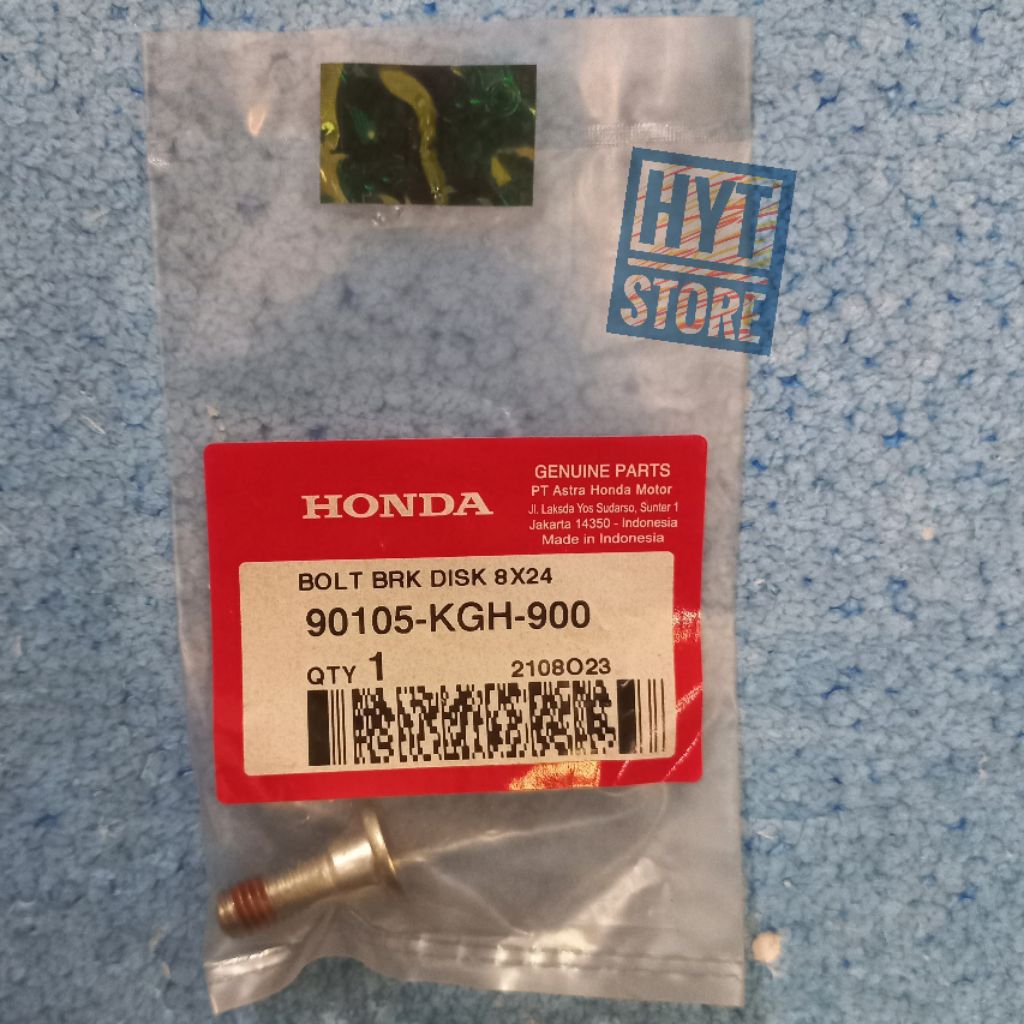 HYT
STORE
HONDA
GENUINE PARTS
PT Astra Honda Motor
Jl. Laksda Yos Sudarso, Sunter 1
Jakarta 14350 - Indonesia
Made in Indonesia
BOLT BRK DISK 8X24
90105-KGH-900
QTY 1 2108O23